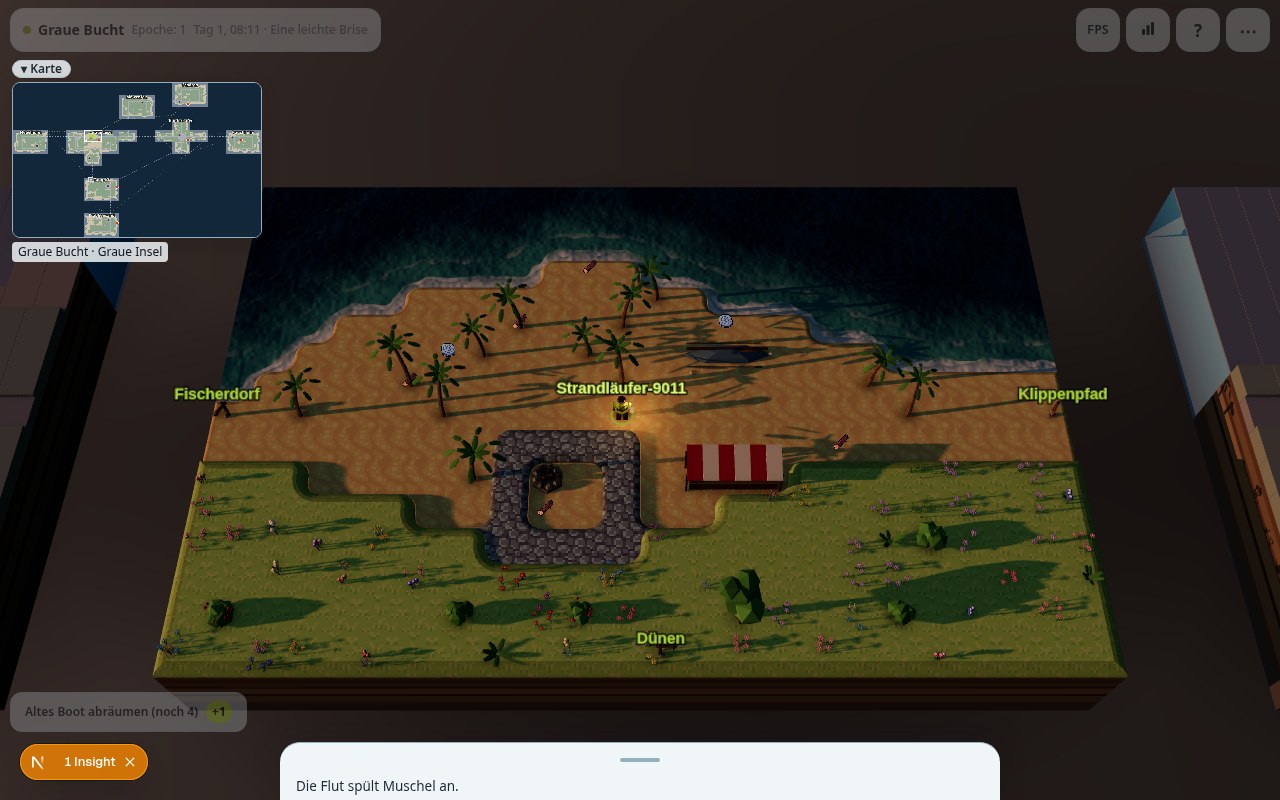 Graue Bucht Epoche: 1 Tag 1, 08:11 · Eine leichte Brise
FPS ? ...
▾ Karte
Graue Bucht · Graue Insel
Strandläufer-9011
Fischerdorf
Klippenpfad
Dünen
Altes Boot abräumen (noch 4) +1
N 1 Insight ×
Die Flut spült Muschel an.